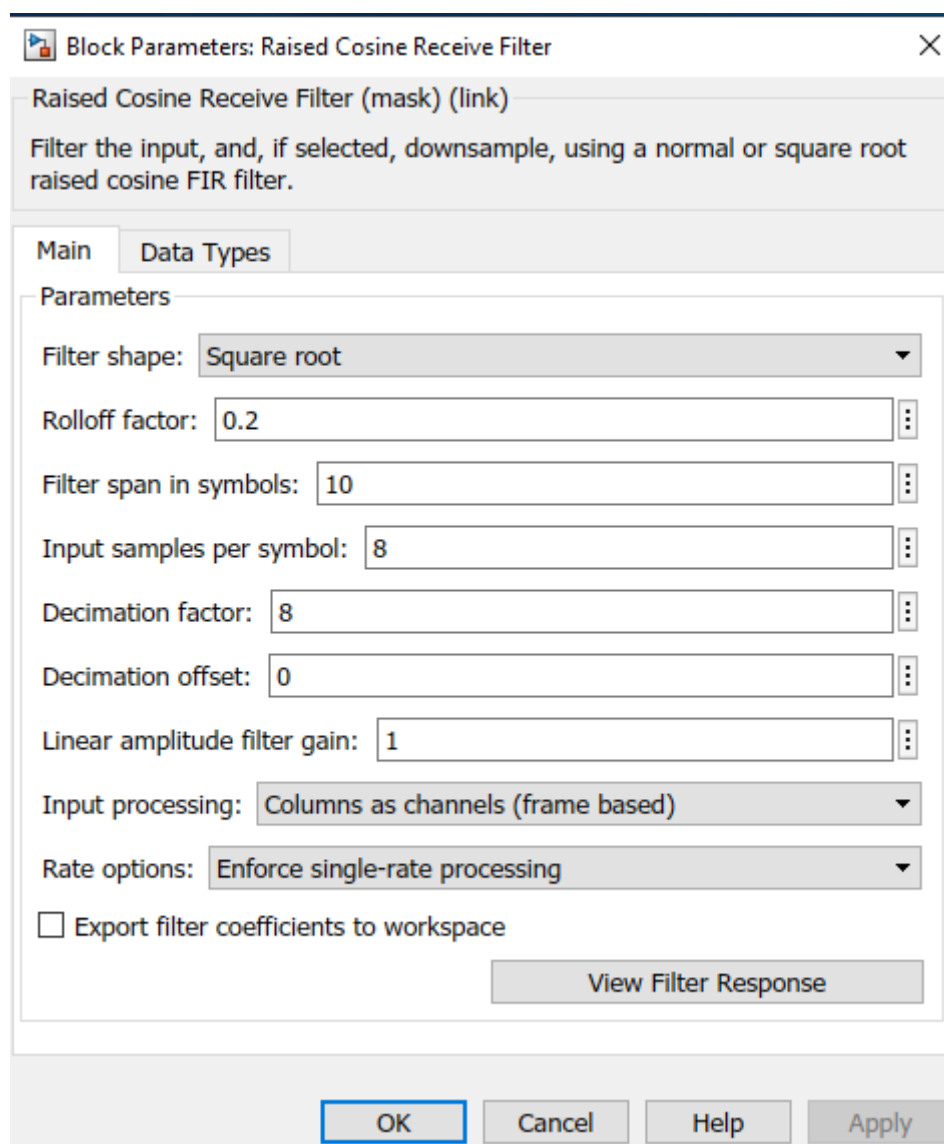 Block Parameters: Raised Cosine Receive Filter
Raised Cosine Receive Filter (mask) (link)
Filter the input, and, if selected, downsample, using a normal or square root
raised cosine FIR filter.
Main Data Types
Parameters
Filter shape: Square root
Rolloff factor: 0.2
Filter span in symbols: 10
Input samples per symbol: 8
Decimation factor: 8
Decimation offset: 0
Linear amplitude filter gain: 1
Input processing: Columns as channels (frame based)
Rate options: Enforce single-rate processing
Export filter coefficients to workspace
View Filter Response
OK Cancel Help Apply